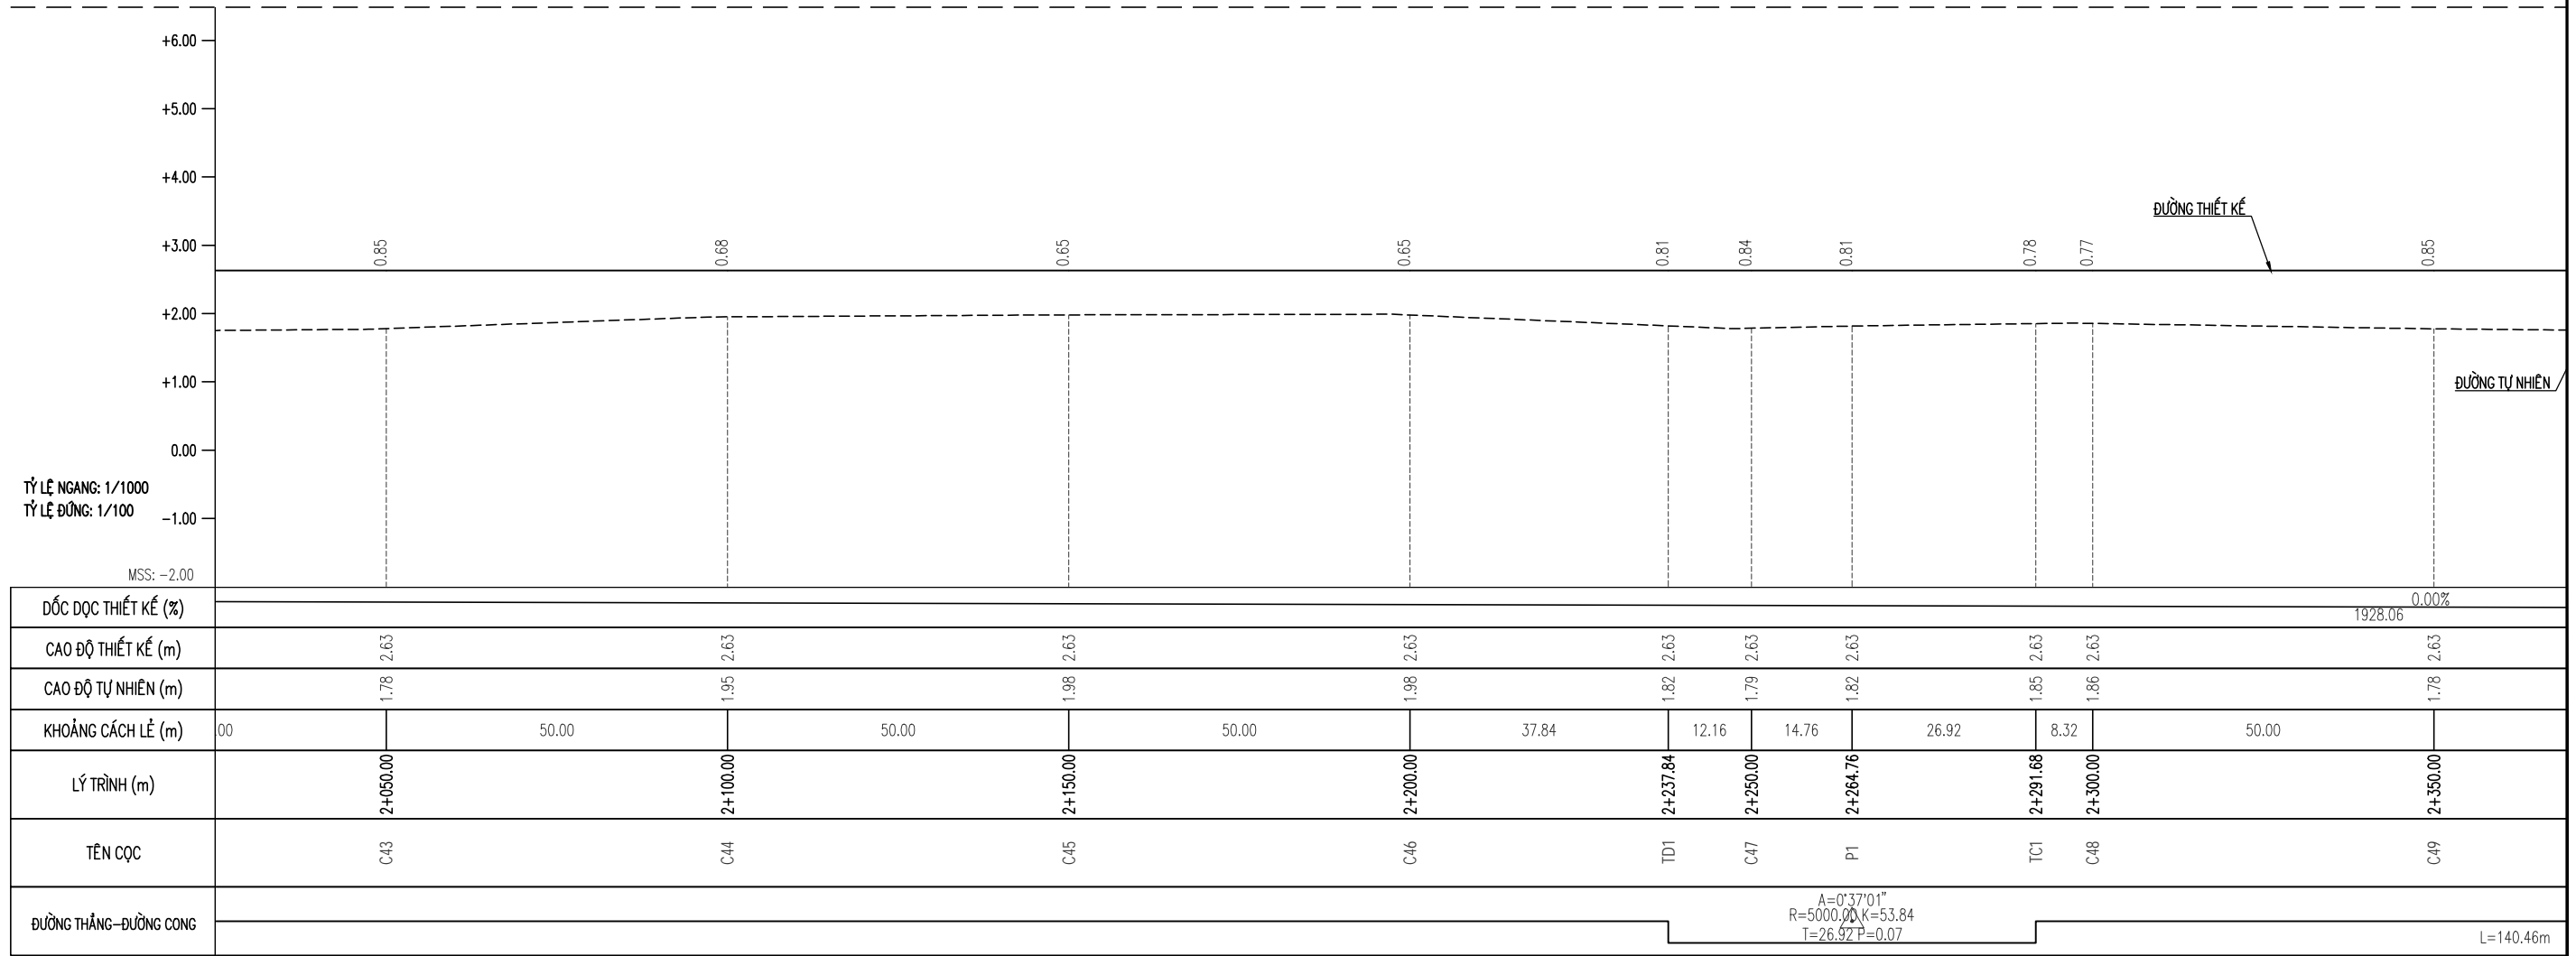 +6.00
+5.00
+4.00
+3.00
+2.00
+1.00
0.00
-1.00
TỶ LỆ NGANG: 1/1000
TỶ LỆ ĐỨNG: 1/100
MSS: -2.00
0.85 0.68 0.65 0.65 0.81 0.84 0.81 0.78 0.77 0.85
ĐƯỜNG THIẾT KẾ
ĐƯỜNG TỰ NHIÊN
DỐC DỌC THIẾT KẾ (%) 0.00%
1928.06
CAO ĐỘ THIẾT KẾ (m) 2.63 2.63 2.63 2.63 2.63 2.63 2.63 2.63 2.63 2.63
CAO ĐỘ TỰ NHIÊN (m) 1.78 1.95 1.98 1.98 1.82 1.79 1.82 1.85 1.86 1.78
KHOẢNG CÁCH LẺ (m) .00 50.00 50.00 50.00 37.84 12.16 14.76 26.92 8.32 50.00
LÝ TRÌNH (m) 2+050.00 2+100.00 2+150.00 2+200.00 2+237.84 2+250.00 2+264.76 2+291.68 2+300.00 2+350.00
TÊN CỌC C43 C44 C45 C46 TD1 C47 P1 TC1 C48 C49
ĐƯỜNG THẲNG-ĐƯỜNG CONG
A=0°37'01"
R=5000.00 K=53.84
T=26.92 P=0.07
L=140.46m